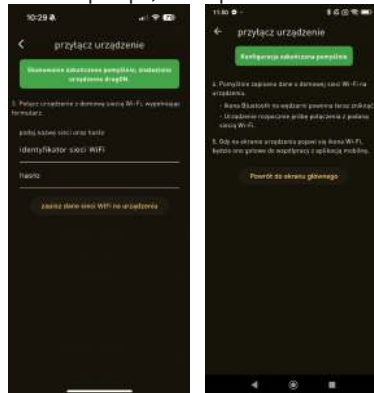 10:29
przyłącz urządzenie
Skanowanie zakończone pomyślnie, znaleziono
urządzenie dragON.
3. Połącz urządzenie z domową siecią Wi-Fi, wypełniając
formularz.
podaj nazwę sieci oraz hasło
identyfikator sieci WiFi
hasło
zapisz dane sieci WiFi na urządzeniu
przyłącz urządzenie
Konfiguracja zakończona pomyślnie
4. Pomyślnie zapisano dane o domowej sieci Wi-Fi na
urządzeniu.
- Ikona Bluetooth na wędzarni powinna teraz zniknąć
- Urządzenie rozpocznie próbę połączenia z podaną
siecią Wi-Fi.
5. Gdy na ekranie urządzenia pojawi się ikona Wi-Fi,
będzie ono gotowe do współpracy z aplikacją mobilną.
Powrót do ekranu głównego